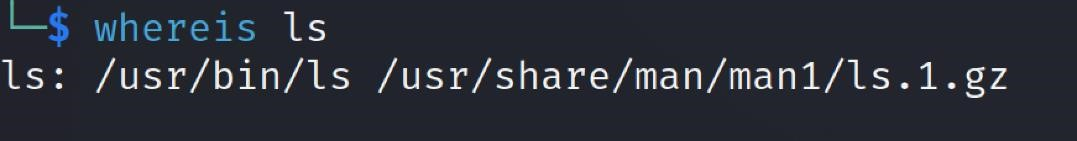 └─$ whereis ls
ls: /usr/bin/ls /usr/share/man/man1/ls.1.gz